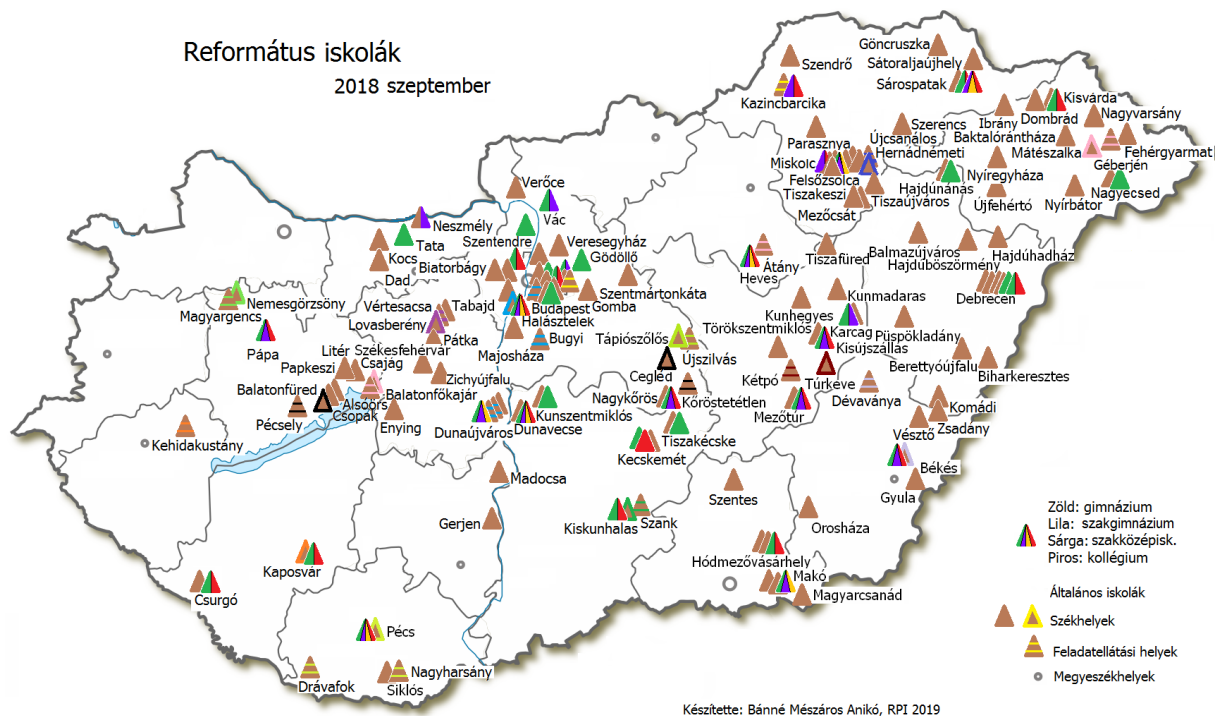 Református iskolák
2018 szeptember
Göncruszka
Szendrő
Sátoraljaújhely
Sárospatak
Kazincbarcika
Kisvárda
Dombrád
Nagyvarsány
Ibrány
Szerencs
Parasznya
Újcsanálos
Baktalórántháza
Fehérgyarmat
Hernádnémeti
Mátészalka
Géberjén
Miskolc
Felsőzsolca
Nyíregyháza
Tiszakeszi
Hajdúnánás
Nagyecsed
Verőce
Tiszaújváros
Nyírbátor
Mezőcsát
Újfehértó
Vác
Neszmély
Szentendre
Veresegyház
Tata
Balmazújváros
Hajdúhadház
Kocs
Gödöllő
Átány
Tiszafüred
Hajdúböszörmény
Biatorbágy
Heves
Dad
Debrecen
Szentmártonkáta
Kunmadaras
Nemesgörzsöny
Vértesacsa
Tabajd
Budapest
Gomba
Magyargencs
Halásztelek
Kunhegyes
Lovasberény
Törökszentmiklós
Karcag
Püspökladány
Pátka
Bugyi
Tápiószőlős
Kisújszállás
Pápa
Majosháza
Litér
Székesfehérvár
Újszilvás
Papkeszi
Csajág
Berettyóújfalu
Zichyújfalu
Cegléd
Biharkeresztes
Kétpó
Túrkeve
Balatonfüred
Balatonfőkajár
Dévaványa
Alsóörs
Nagykőrös
Kőröstetétlen
Csopak
Komádi
Pécsely
Enying
Kunszentmiklós
Mezőtúr
Dunaújváros
Dunavecse
Zsadány
Vésztő
Tiszakécske
Kehidakustány
Kecskemét
Békés
Madocsa
Szentes
Gyula
Orosháza
Gerjen
Kiskunhalas
Szank
Hódmezővásárhely
Kaposvár
Makó
Magyarcsanád
Csurgó
Pécs
Nagyharsány
Drávafok
Siklós
Zöld: gimnázium
Lila: szakgimnázium
Sárga: szakközépisk.
Piros: kollégium
Általános iskolák
Székhelyek
Feladatellátási helyek
Megyeszékhelyek
Készítette: Bánné Mészáros Anikó, RPI 2019